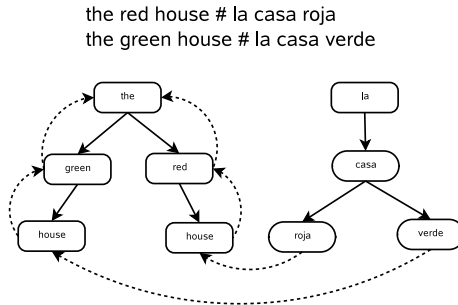 the red house # la casa roja
the green house # la casa verde
the
la
green
red
casa
house
house
roja
verde